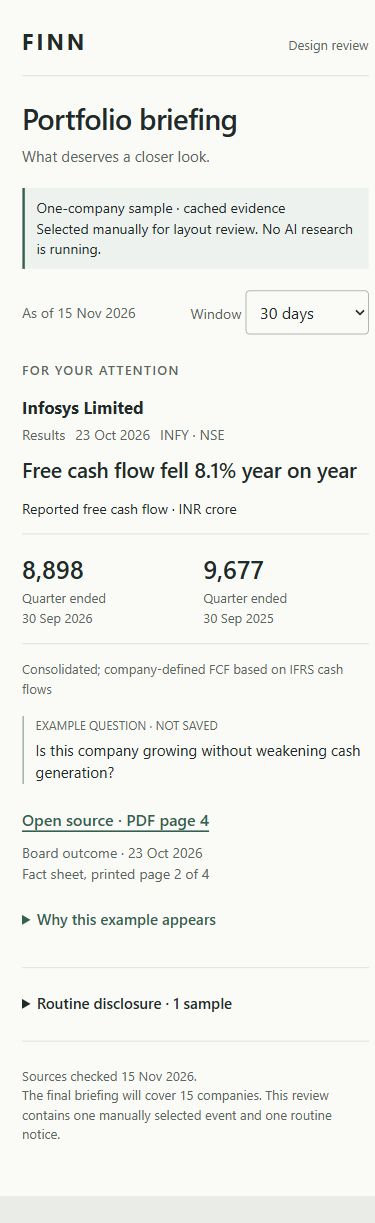 FINN
Design review
Portfolio briefing
What deserves a closer look.
One-company sample · cached evidence
Selected manually for layout review. No AI research
is running.
As of 15 Nov 2026
Window
30 days
FOR YOUR ATTENTION
Infosys Limited
Results 23 Oct 2026 INFY · NSE
Free cash flow fell 8.1% year on year
Reported free cash flow · INR crore
8,898
Quarter ended
30 Sep 2026
9,677
Quarter ended
30 Sep 2025
Consolidated; company-defined FCF based on IFRS cash
flows
EXAMPLE QUESTION · NOT SAVED
Is this company growing without weakening cash
generation?
Open source · PDF page 4
Board outcome · 23 Oct 2026
Fact sheet, printed page 2 of 4
Why this example appears
Routine disclosure · 1 sample
Sources checked 15 Nov 2026.
The final briefing will cover 15 companies. This review
contains one manually selected event and one routine
notice.